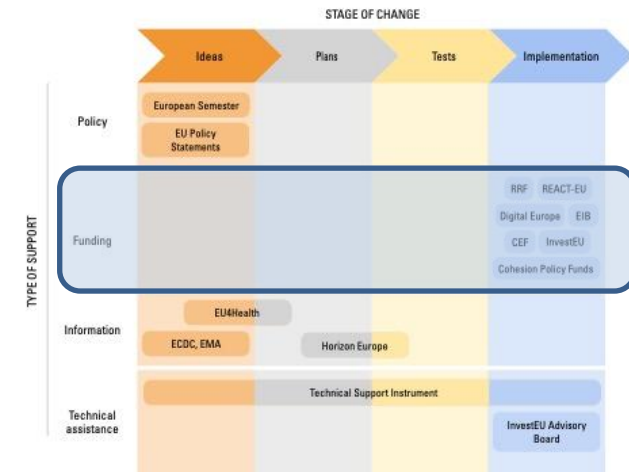 STAGE OF CHANGE
Ideas
Plans
Tests
Implementation
TYPE OF SUPPORT
Policy
European Semester
EU Policy
Statements
Funding
RRF
REACT-EU
Digital Europe
EIB
CEF
InvestEU
Cohesion Policy Funds
Information
EU4Health
ECDC, EMA
Horizon Europe
Technical
assistance
Technical Support Instrument
InvestEU Advisory
Board